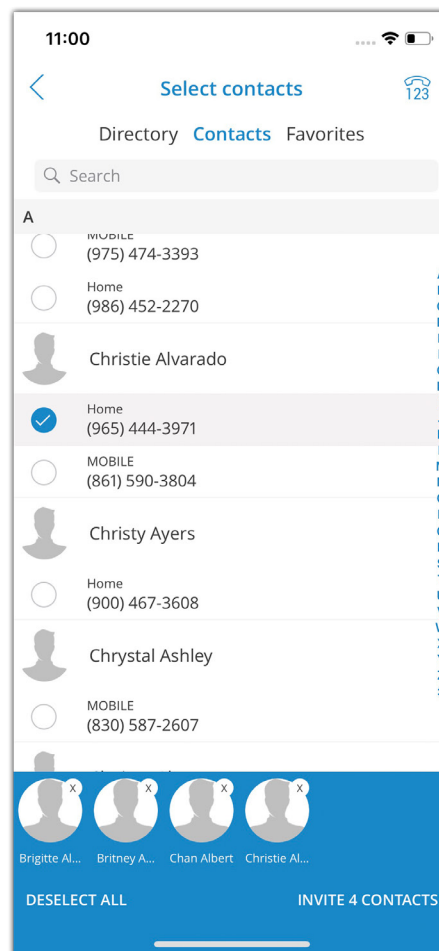 11:00
Select contacts
123
Directory Contacts Favorites
Search
A
MOBILE
(975) 474-3393
Home
(986) 452-2270
Christie Alvarado
Home
(965) 444-3971
MOBILE
(861) 590-3804
Christy Ayers
Home
(900) 467-3608
Chrystal Ashley
MOBILE
(830) 587-2607
X X X X
Brigitte Al... Britney A... Chan Albert Christie Al...
DESELECT ALL INVITE 4 CONTACTS